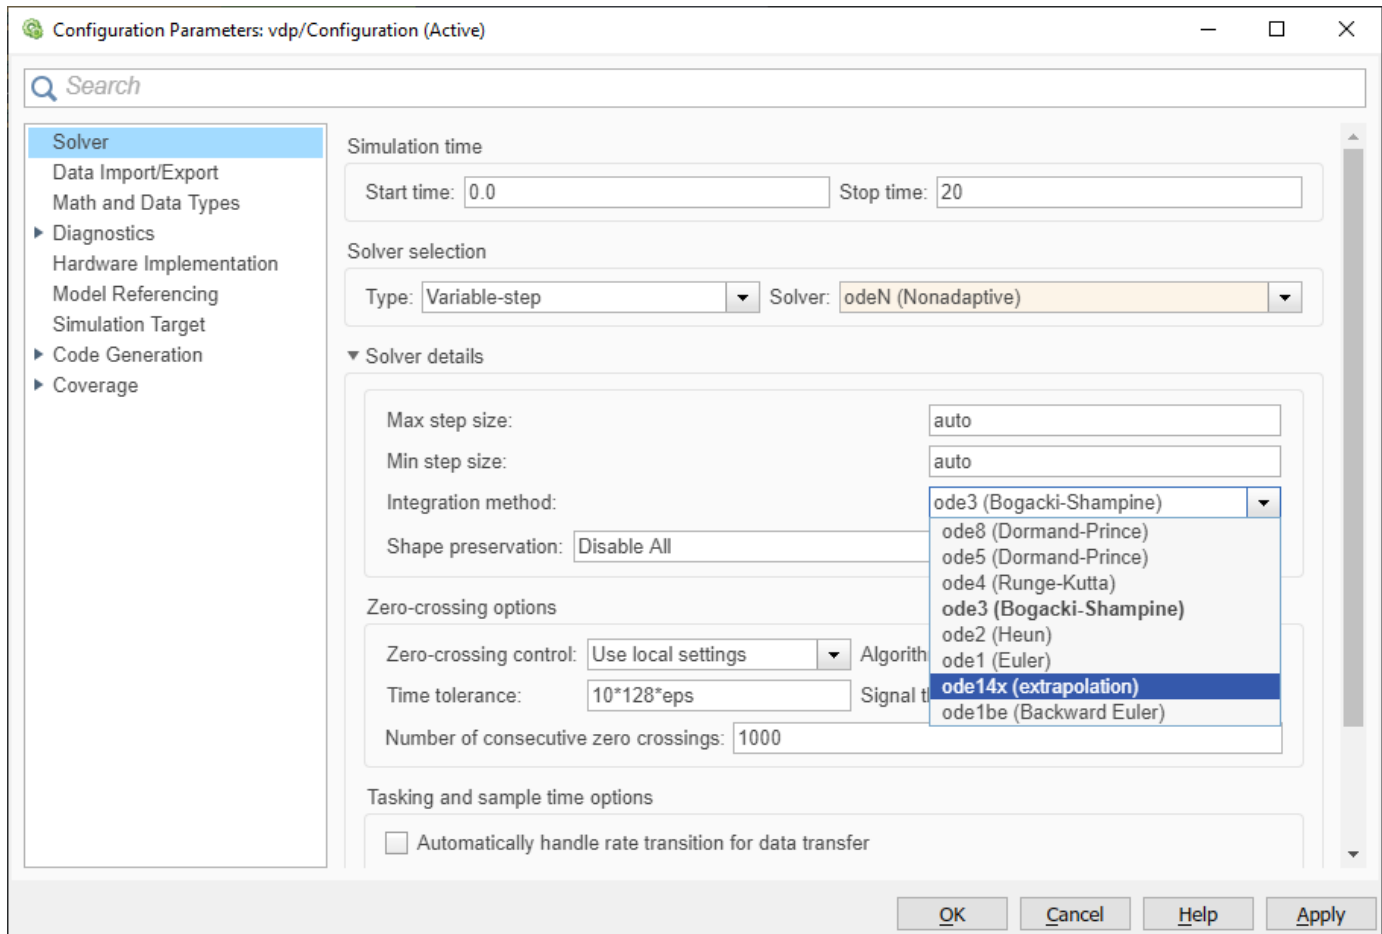 Configuration Parameters: vdp/Configuration (Active)
Search
Solver
Data Import/Export
Math and Data Types
Diagnostics
Hardware Implementation
Model Referencing
Simulation Target
Code Generation
Coverage
Simulation time
Start time: 0.0 Stop time: 20
Solver selection
Type: Variable-step Solver: odeN (Nonadaptive)
Solver details
Max step size: auto
Min step size: auto
Integration method: ode3 (Bogacki-Shampine)
Shape preservation: Disable All
ode8 (Dormand-Prince)
ode5 (Dormand-Prince)
ode4 (Runge-Kutta)
ode3 (Bogacki-Shampine)
ode2 (Heun)
ode1 (Euler)
ode14x (extrapolation)
ode1be (Backward Euler)
Zero-crossing options
Zero-crossing control: Use local settings Algorith
Time tolerance: 10*128*eps Signal t
Number of consecutive zero crossings: 1000
Tasking and sample time options
Automatically handle rate transition for data transfer
OK Cancel Help Apply